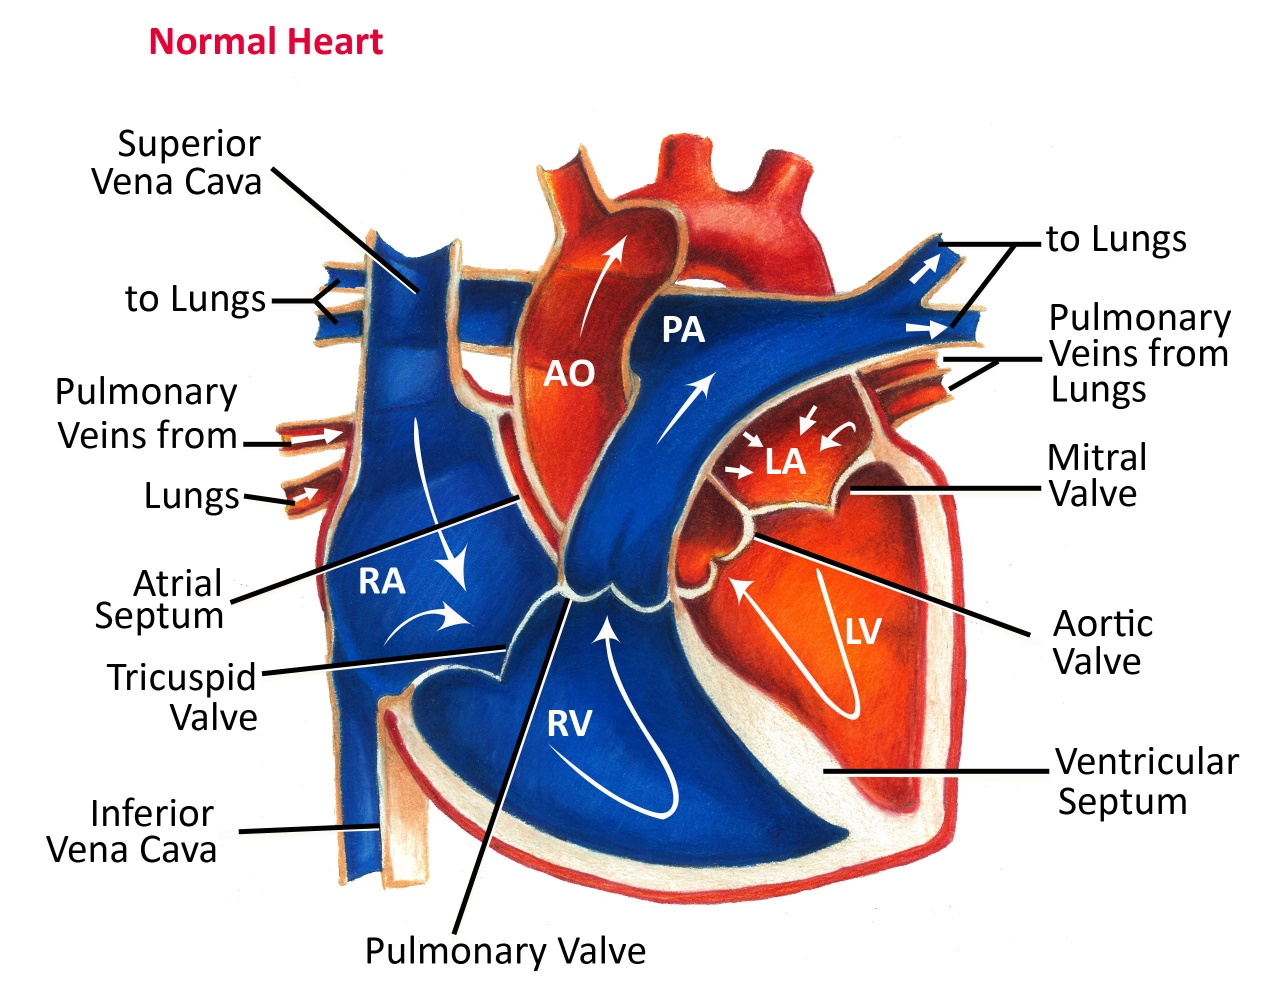 Normal Heart
Superior
Vena Cava
to Lungs
Pulmonary
Veins from
Lungs
Atrial
Septum
Tricuspid
Valve
Inferior
Vena Cava
Pulmonary Valve
AO
PA
LA
RA
LV
RV
to Lungs
Pulmonary
Veins from
Lungs
Mitral
Valve
Aortic
Valve
Ventricular
Septum